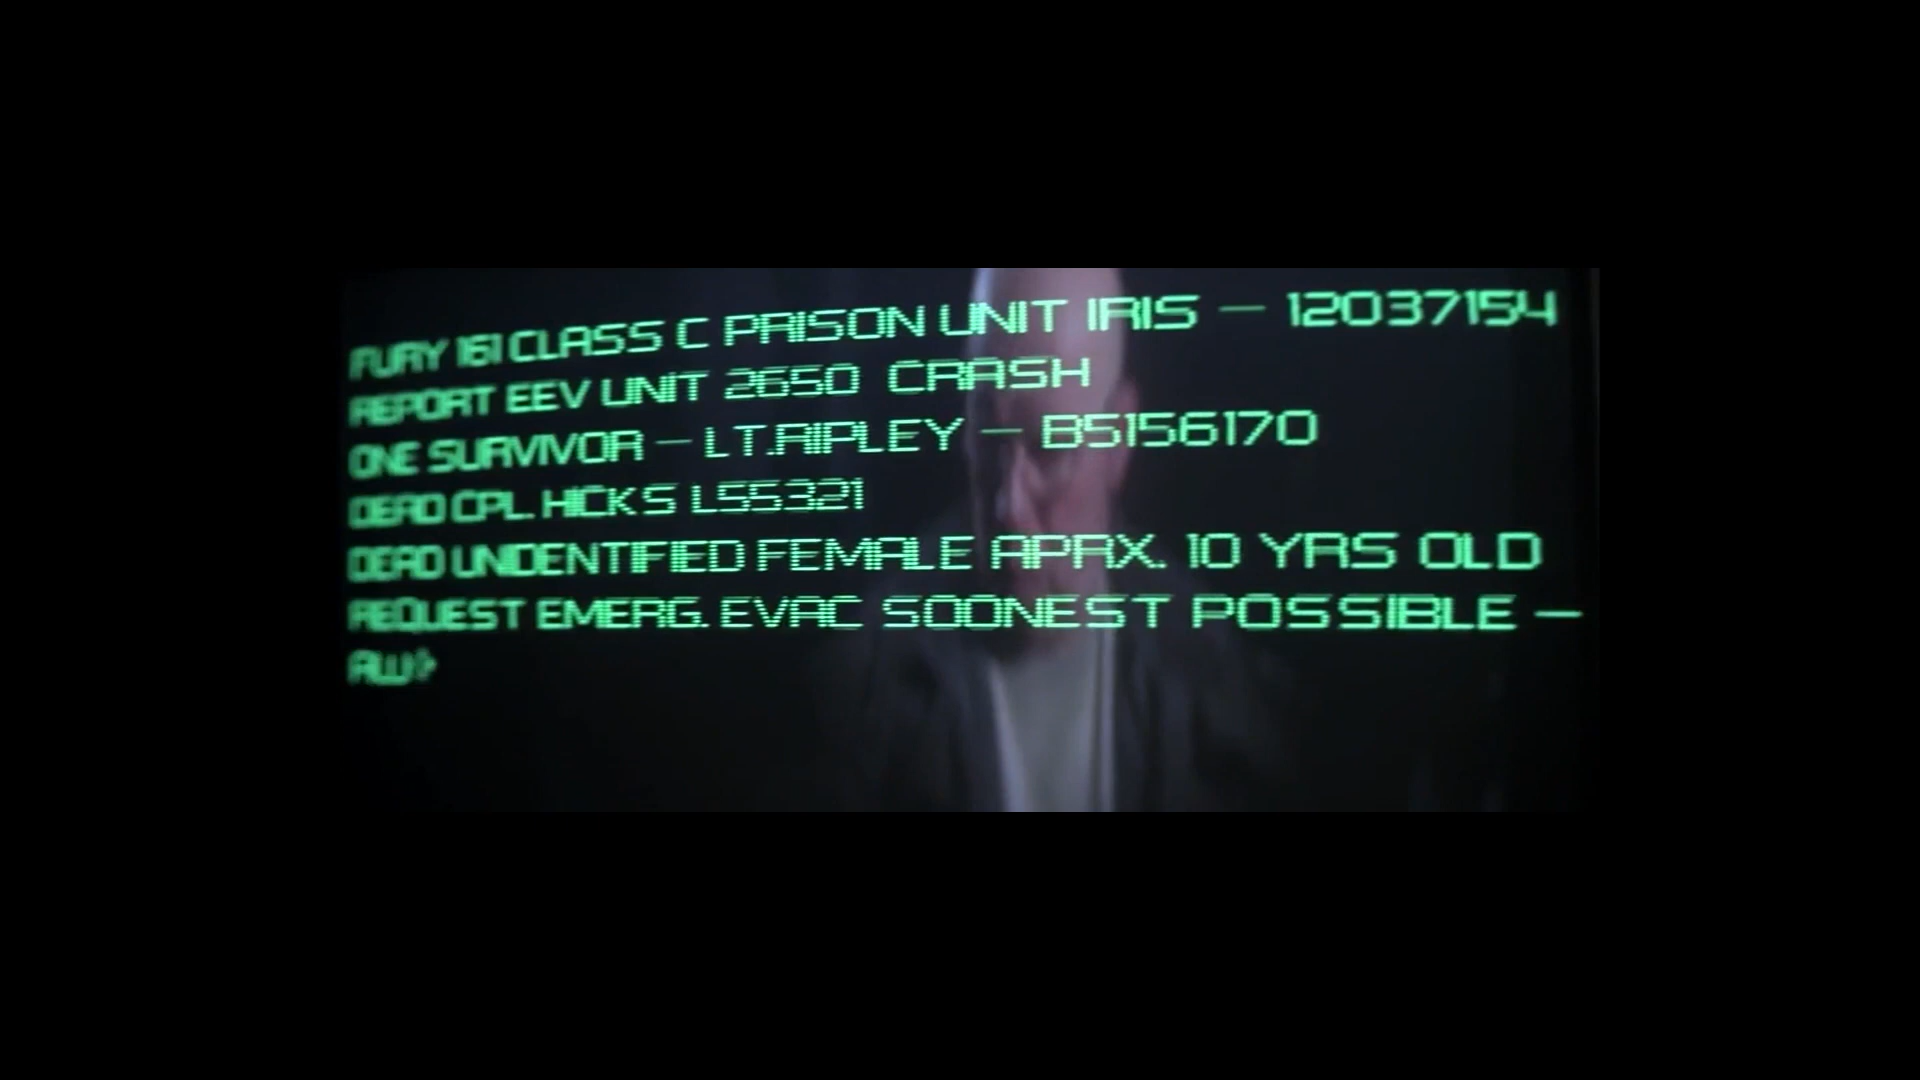 FURY 161 CLASS C PRISON UNIT IRIS – 12037154
REPORT EEV UNIT 2650 CRASH
ONE SURVIVOR – LT.RIPLEY – B5156170
DEAD CPL. HICKS L55321
DEAD UNIDENTIFIED FEMALE APRX. 10 YRS OLD
REQUEST EMERG. EVAC SOONEST POSSIBLE –
AW